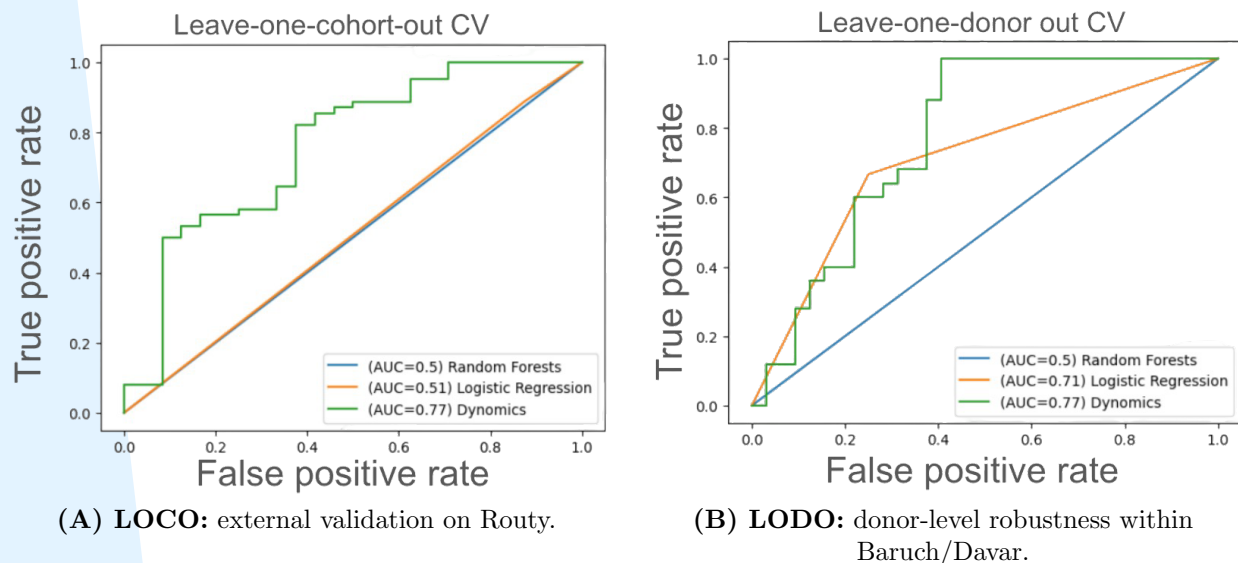 Leave-one-cohort-out CV
True positive rate
1.0
0.8
0.6
0.4
0.2
0.0
(AUC=0.5) Random Forests
(AUC=0.51) Logistic Regression
(AUC=0.77) Dynomics
0.0 0.2 0.4 0.6 0.8 1.0
False positive rate
(A) LOCO: external validation on Routy.
Leave-one-donor out CV
True positive rate
1.0
0.8
0.6
0.4
0.2
0.0
(AUC=0.5) Random Forests
(AUC=0.71) Logistic Regression
(AUC=0.77) Dynomics
0.0 0.2 0.4 0.6 0.8 1.0
False positive rate
(B) LODO: donor-level robustness within
Baruch/Davar.